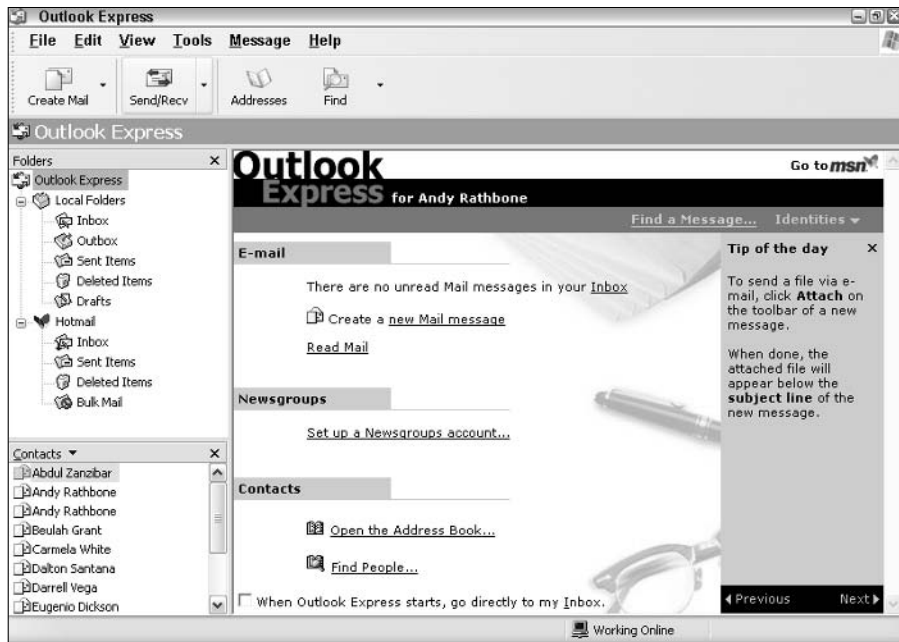 Outlook Express
File Edit View Tools Message Help
Create Mail Send/Recv Addresses Find
Outlook Express
Folders
Outlook Express
Local Folders
Inbox
Outbox
Sent Items
Deleted Items
Drafts
Hotmail
Inbox
Sent Items
Deleted Items
Bulk Mail
Contacts
Abdul Zanzibar
Andy Rathbone
Andy Rathbone
Beulah Grant
Carmela White
Dalton Santana
Darrell Vega
Eugenio Dickson
Outlook
Express for Andy Rathbone
Go to msn
Find a Message... Identities
E-mail
There are no unread Mail messages in your Inbox
Create a new Mail message
Read Mail
Newsgroups
Set up a Newsgroups account...
Contacts
Open the Address Book...
Find People...
When Outlook Express starts, go directly to my Inbox.
Tip of the day
To send a file via e-
mail, click Attach on
the toolbar of a new
message.
When done, the
attached file will
appear below the
subject line of the
new message.
Previous Next
Working Online